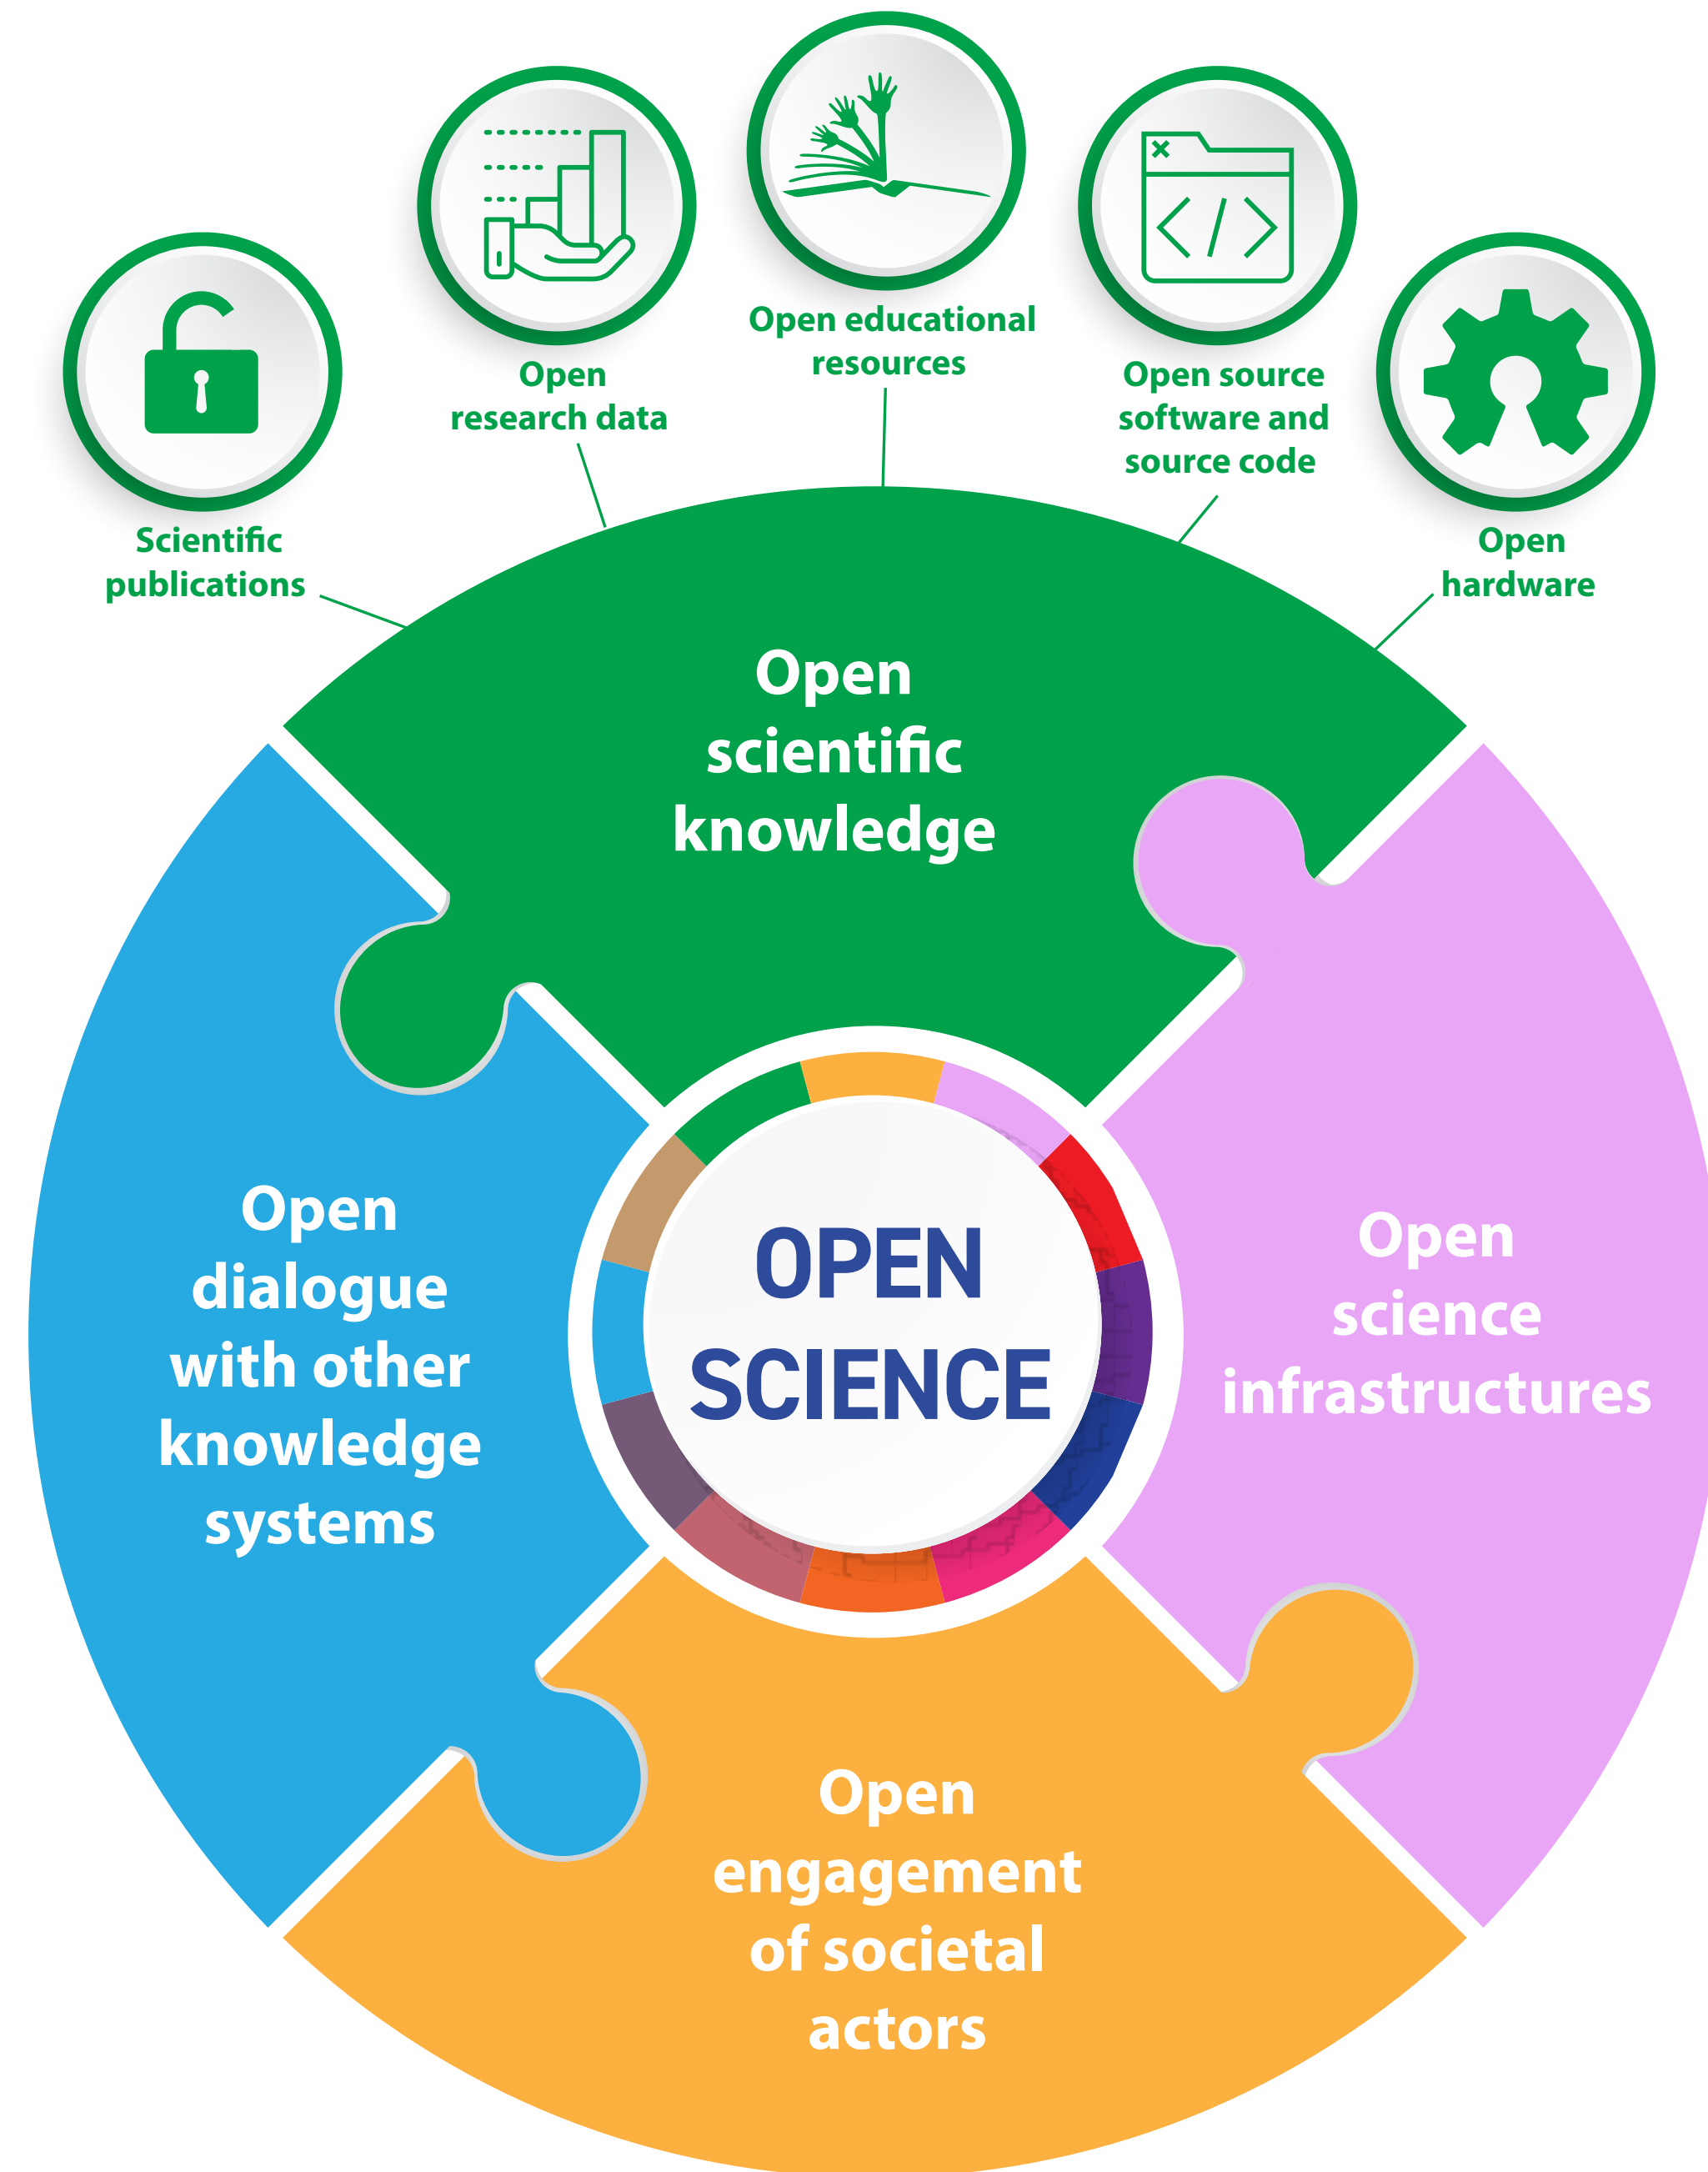 Open educational
resources
Open
research data
Open source
software and
source code
Scientific
publications
Open
hardware
Open
scientific
knowledge
Open
dialogue
with other
knowledge
systems
OPEN
SCIENCE
Open
science
infrastructures
Open
engagement
of societal
actors